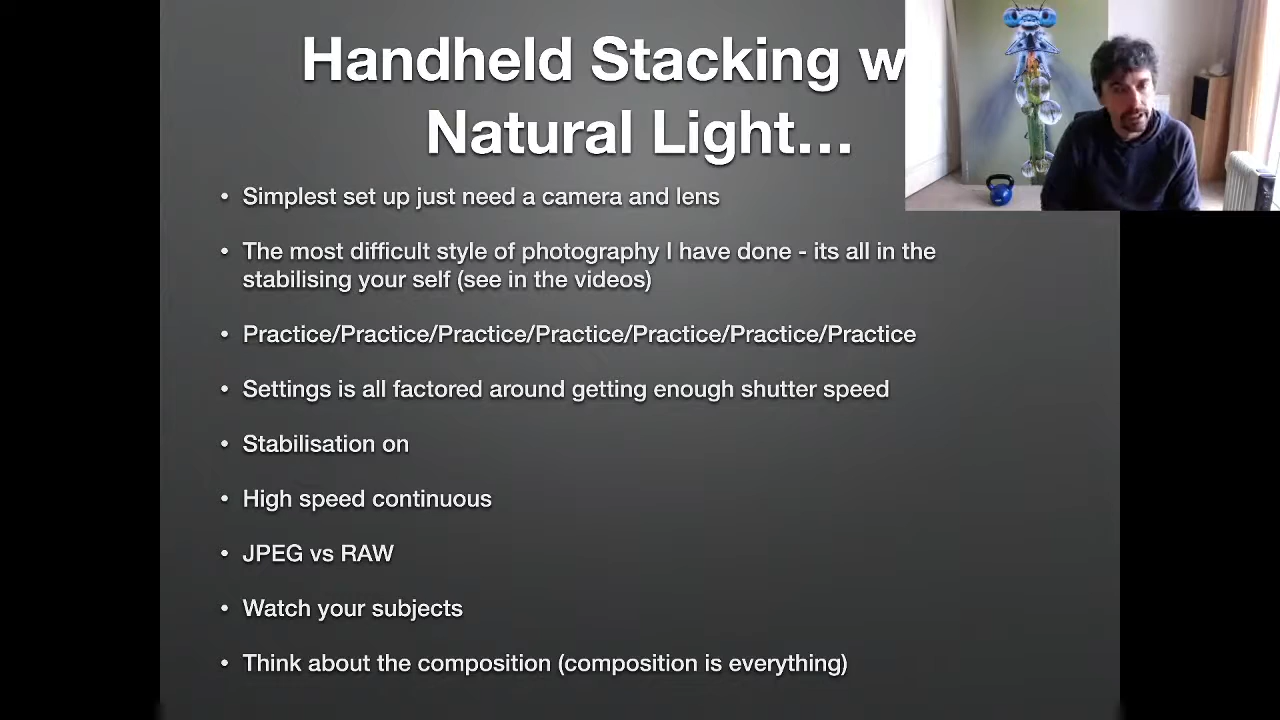 Handheld Stacking w
Natural Light...
• Simplest set up just need a camera and lens
• The most difficult style of photography I have done - its all in the
stabilising your self (see in the videos)
• Practice/Practice/Practice/Practice/Practice/Practice/Practice
• Settings is all factored around getting enough shutter speed
• Stabilisation on
• High speed continuous
• JPEG vs RAW
• Watch your subjects
• Think about the composition (composition is everything)